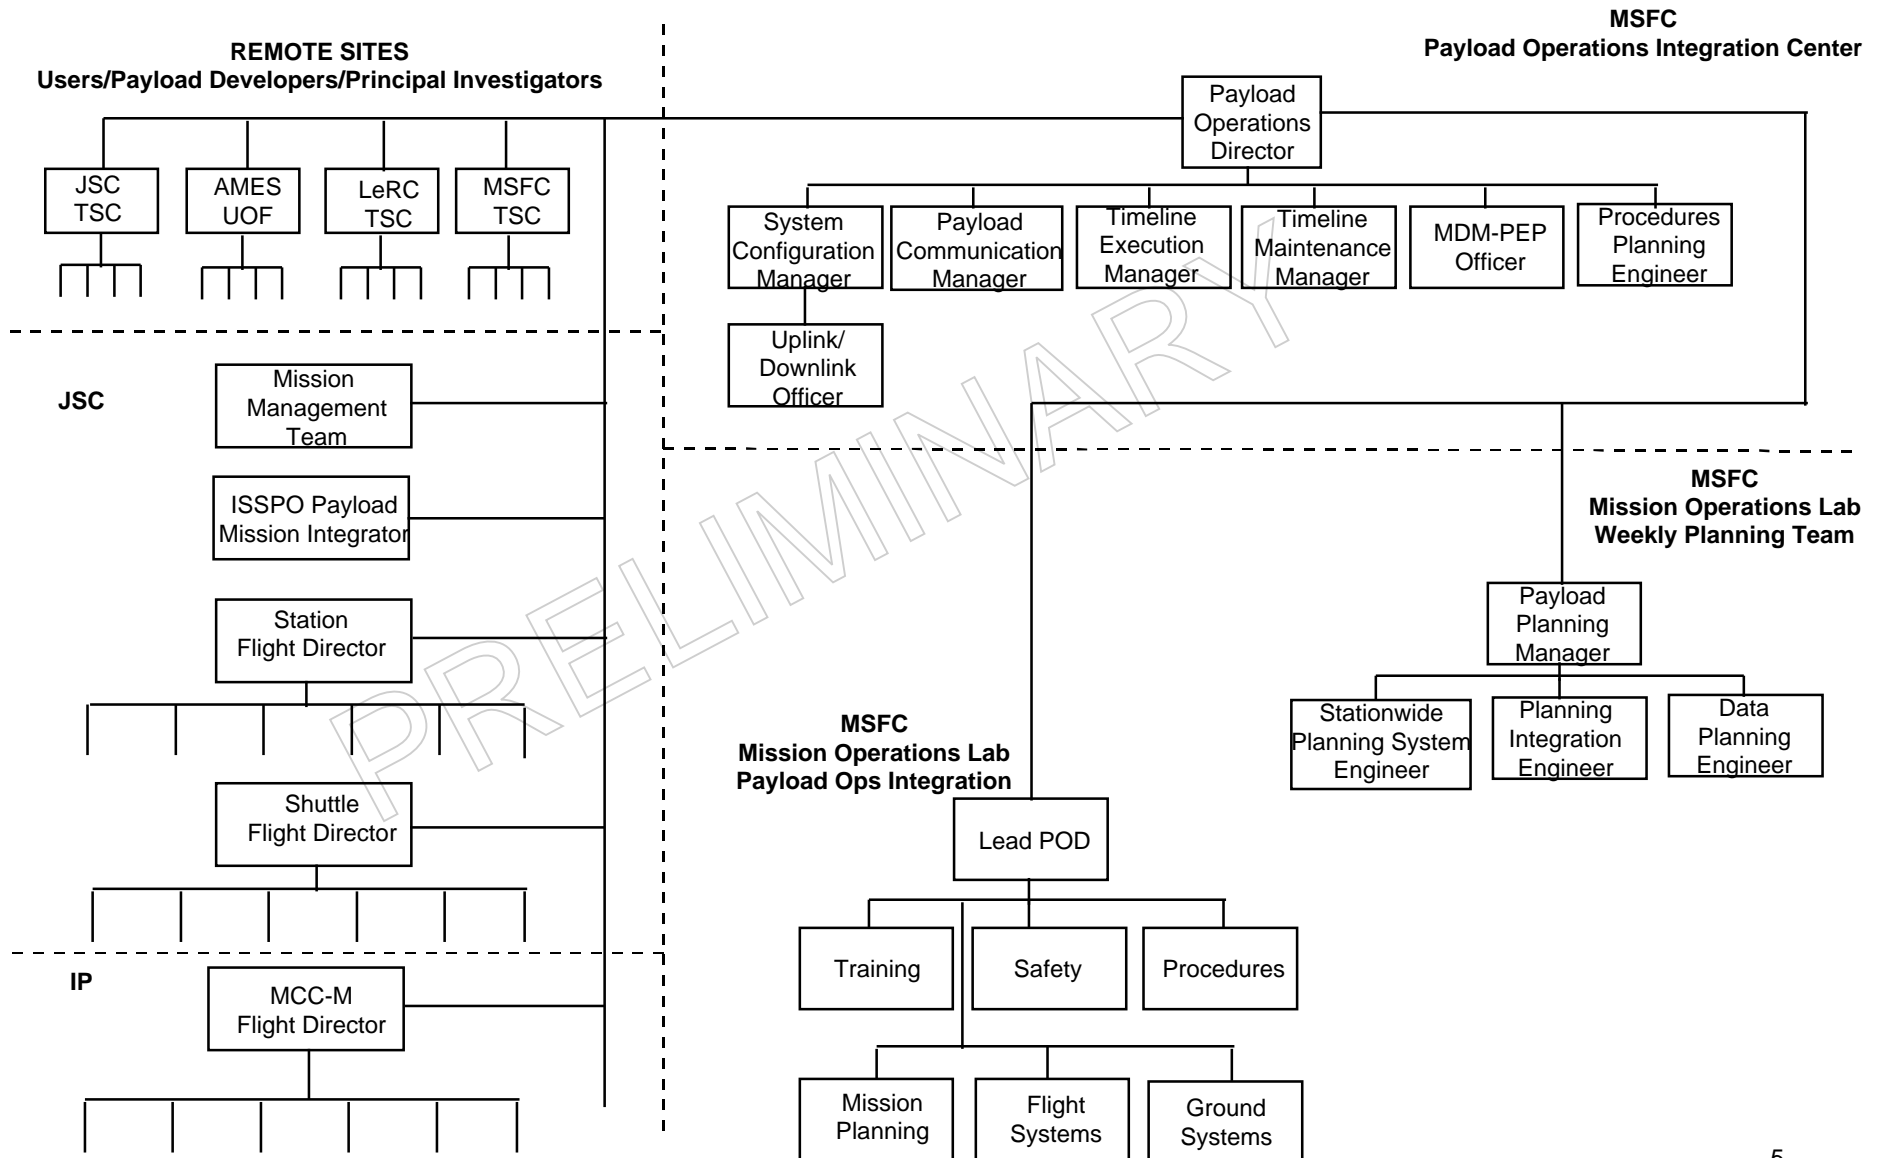 REMOTE SITES
Users/Payload Developers/Principal Investigators
JSC
TSC
AMES
UOF
LeRC
TSC
MSFC
TSC
MSFC
Payload Operations Integration Center
Payload
Operations
Director
System
Configuration
Manager
Payload
Communication
Manager
Timeline
Execution
Manager
Timeline
Maintenance
Manager
MDM-PEP
Officer
Procedures
Planning
Engineer
Uplink/
Downlink
Officer
JSC
Mission
Management
Team
ISSPO Payload
Mission Integrator
Station
Flight Director
Shuttle
Flight Director
IP
MCC-M
Flight Director
PRELIMINARY
MSFC
Mission Operations Lab
Weekly Planning Team
Payload
Planning
Manager
Stationwide
Planning System
Engineer
Planning
Integration
Engineer
Data
Planning
Engineer
MSFC
Mission Operations Lab
Payload Ops Integration
Lead POD
Training
Safety
Procedures
Mission
Planning
Flight
Systems
Ground
Systems
5